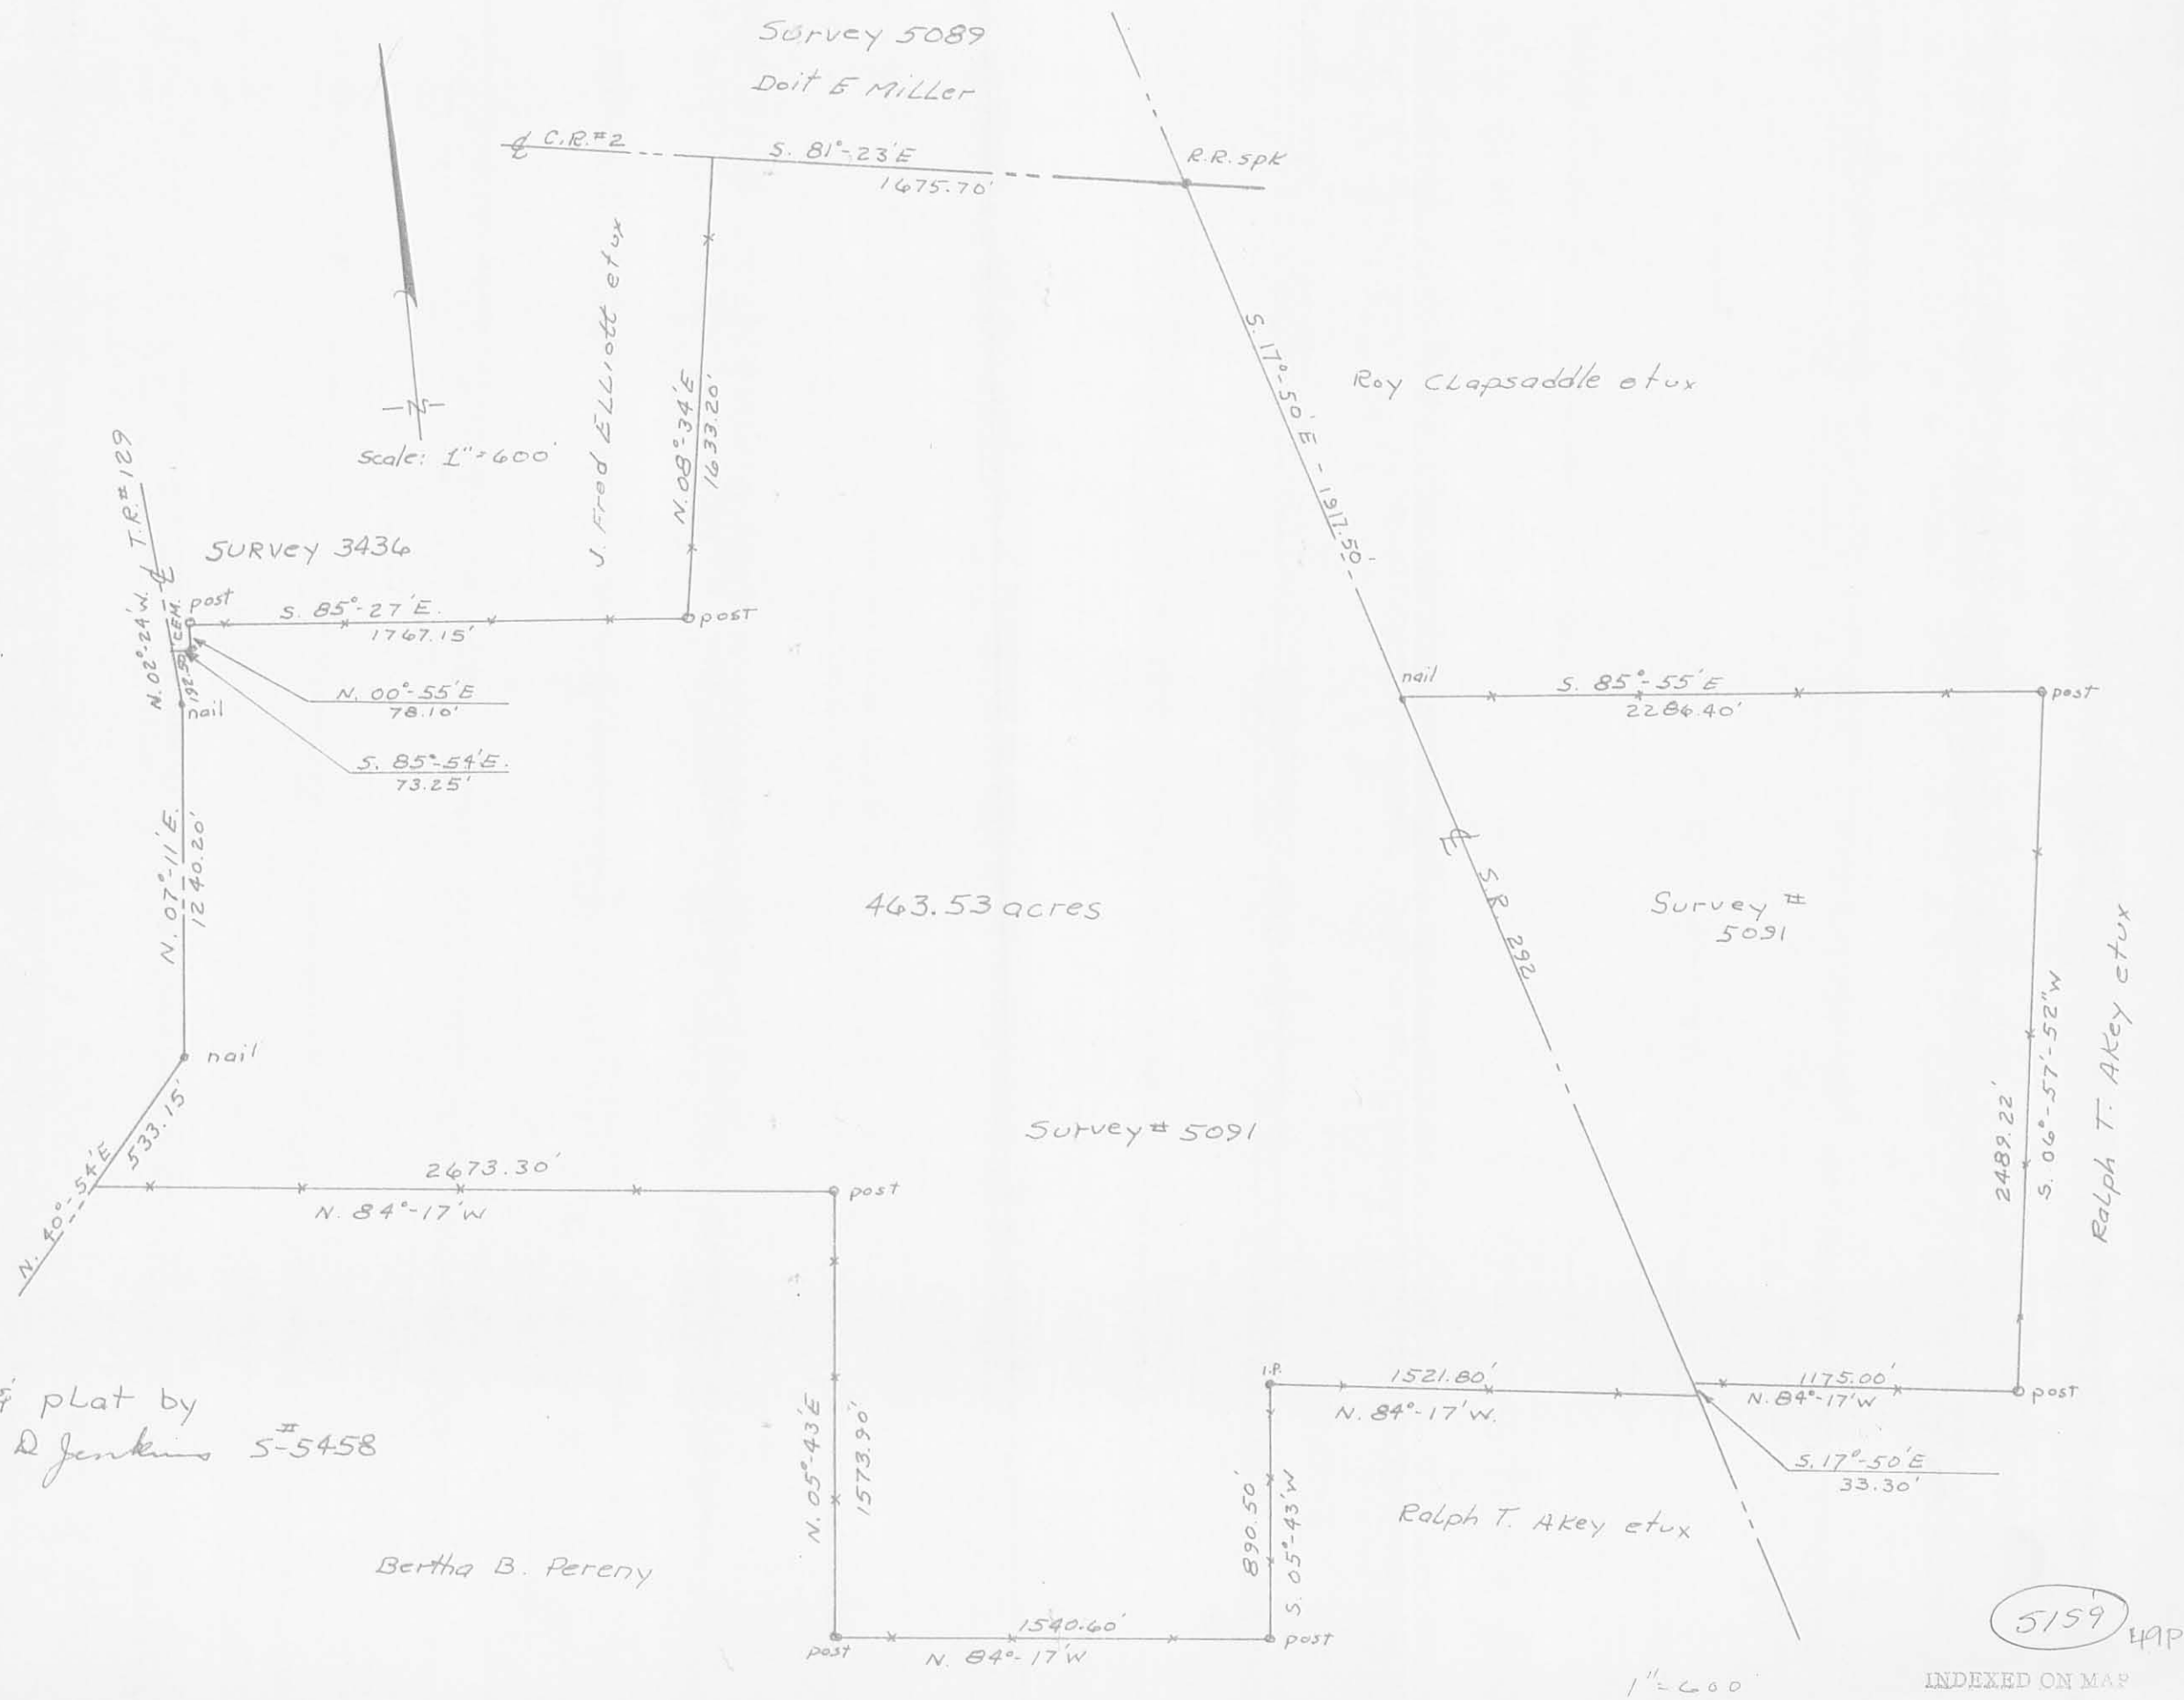 Survey 5089
Doit E Miller
℄ C.R.#2
S. 81°-23'E
1675.70'
R.R. spk
J. Fred ELLiott etux
N. 08°-34'E
1633.20'
S. 17°-50'E - 1917.50'
Roy CLapsaddle etux
N
Scale: 1"=600'
℄ T.R.#129
SURVey 3436
N. 02°-24'W.
CEM.
192.50'
post
S. 85°-27'E.
1767.15'
post
nail
N. 00°-55'E
78.10'
S. 85°-54'E.
73.25'
nail
S. 85°-55'E
2286.40'
post
N. 07°-11'E.
1240.20'
℄ S.R. 292
463.53 acres
Survey #
5091
2489.22'
S. 06°-57'-52"W
Ralph T. Akey etux
nail
533.15'
N. 40°-54'E
2673.30'
N. 84°-17'W
post
Survey # 5091
N. 05°-43'E
1573.90'
I.P.
1521.80'
N. 84°-17'W.
1175.00'
N. 84°-17'W
post
S. 17°-50'E
33.30'
plat by
D Jenkins S-#5458
Bertha B. Pereny
890.50'
S. 05°-43'W
Ralph T. Akey etux
post
1540.60'
N. 84°-17'W
post
5159
49P
1"=600'
INDEXED ON MAP